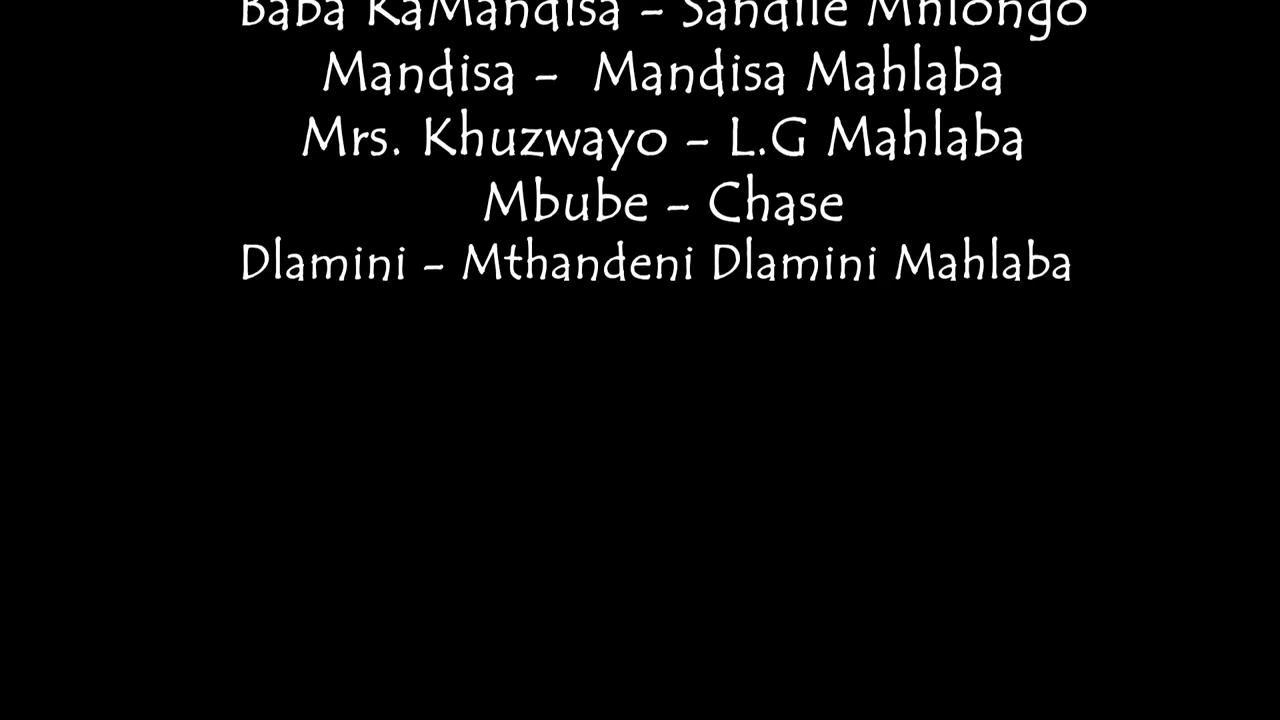 Baba KaMandisa - Sandile Mhlongo
Mandisa - Mandisa Mahlaba
Mrs. Khuzwayo - L.G Mahlaba
Mbube - Chase
Dlamini - Mthandeni Dlamini Mahlaba